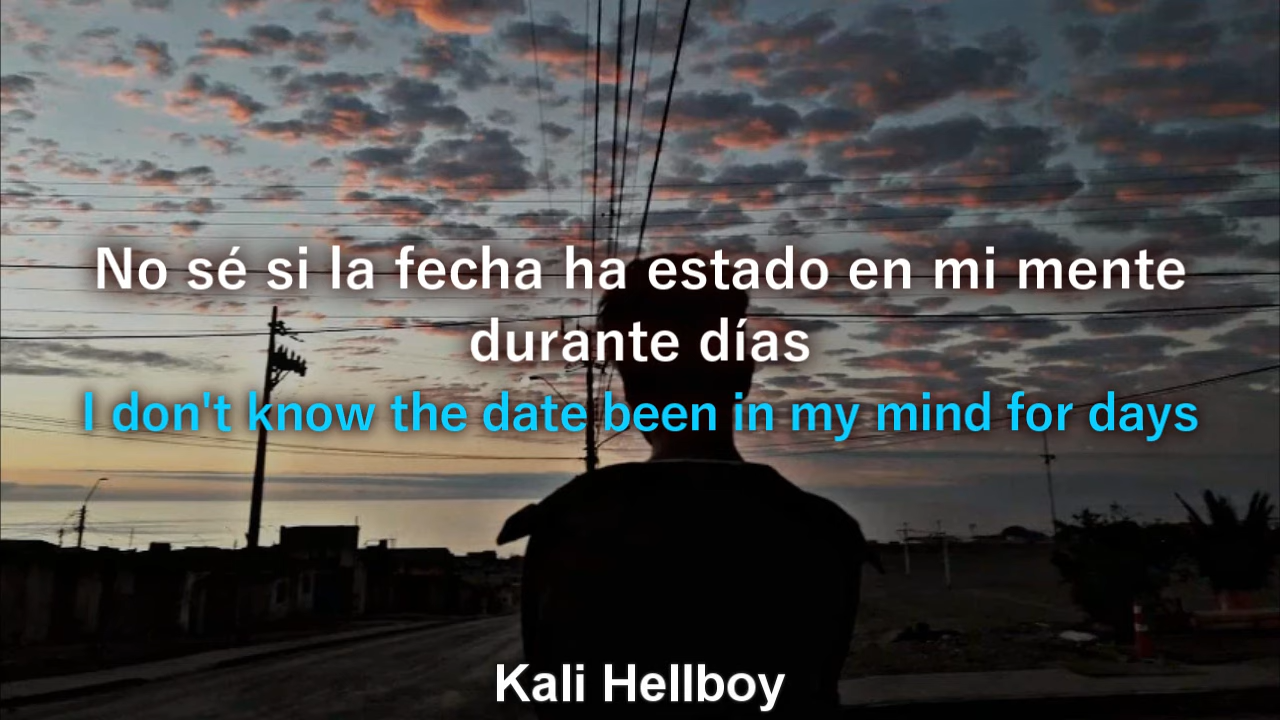 No sé si la fecha ha estado en mi mente
durante días
I don't know the date been in my mind for days
Kali Hellboy